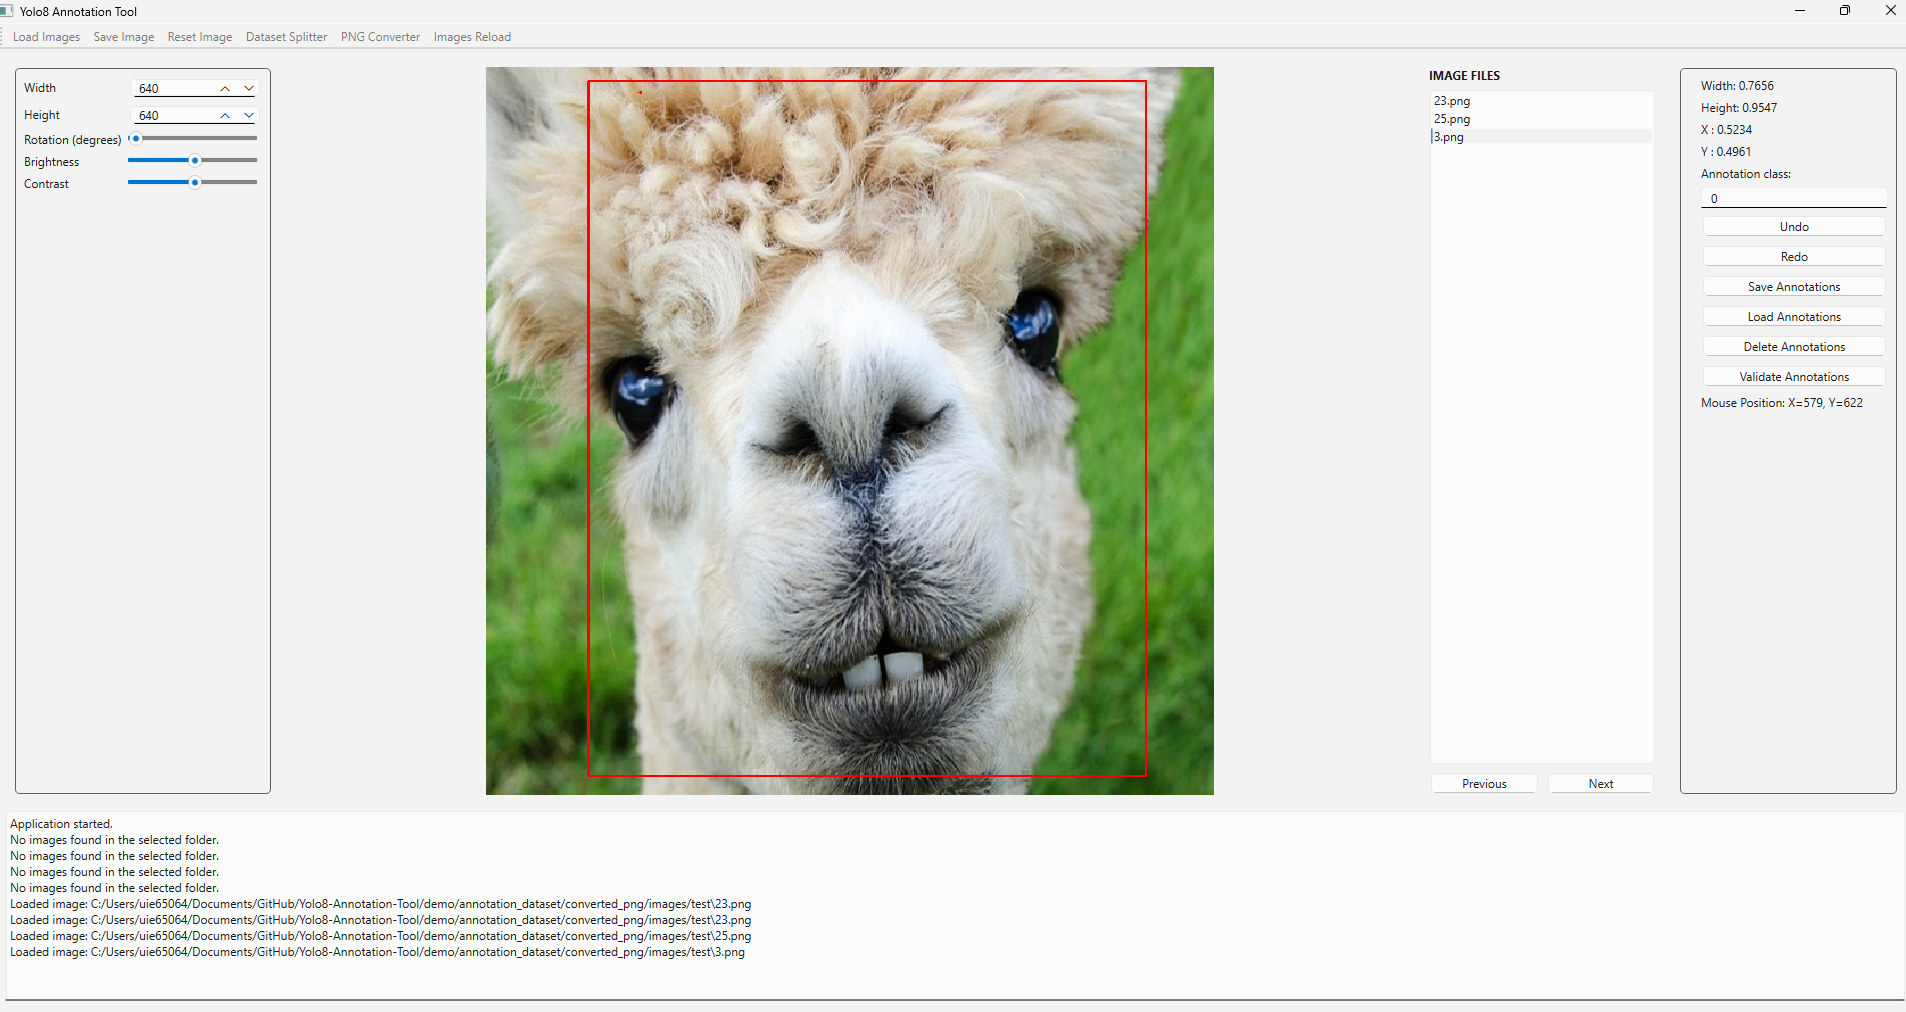 Yolo8 Annotation Tool
Load Images Save Image Reset Image Dataset Splitter PNG Converter Images Reload
Width 640
Height 640
Rotation (degrees)
Brightness
Contrast
IMAGE FILES
23.png
25.png
3.png
Previous Next
Width: 0.7656
Height: 0.9547
X : 0.5234
Y : 0.4961
Annotation class:
0
Undo
Redo
Save Annotations
Load Annotations
Delete Annotations
Validate Annotations
Mouse Position: X=579, Y=622
Application started.
No images found in the selected folder.
No images found in the selected folder.
No images found in the selected folder.
No images found in the selected folder.
Loaded image: C:/Users/uie65064/Documents/GitHub/Yolo8-Annotation-Tool/demo/annotation_dataset/converted_png/images/test\23.png
Loaded image: C:/Users/uie65064/Documents/GitHub/Yolo8-Annotation-Tool/demo/annotation_dataset/converted_png/images/test\23.png
Loaded image: C:/Users/uie65064/Documents/GitHub/Yolo8-Annotation-Tool/demo/annotation_dataset/converted_png/images/test\25.png
Loaded image: C:/Users/uie65064/Documents/GitHub/Yolo8-Annotation-Tool/demo/annotation_dataset/converted_png/images/test\3.png